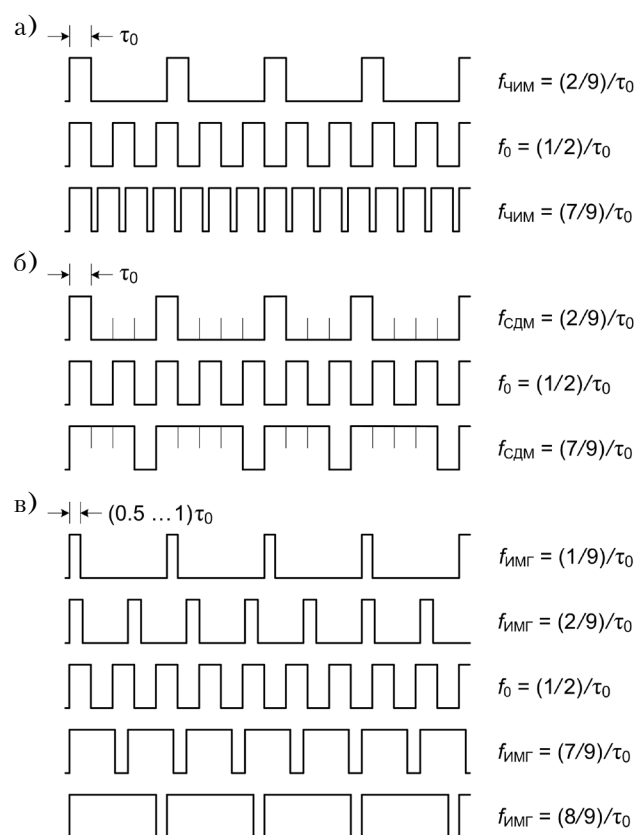 а)
τ₀
fЧИМ = (2/9)/τ₀
f₀ = (1/2)/τ₀
fЧИМ = (7/9)/τ₀
б)
τ₀
fСДМ = (2/9)/τ₀
f₀ = (1/2)/τ₀
fСДМ = (7/9)/τ₀
в)
(0.5 ...1)τ₀
fИМГ = (1/9)/τ₀
fИМГ = (2/9)/τ₀
f₀ = (1/2)/τ₀
fИМГ = (7/9)/τ₀
fИМГ = (8/9)/τ₀